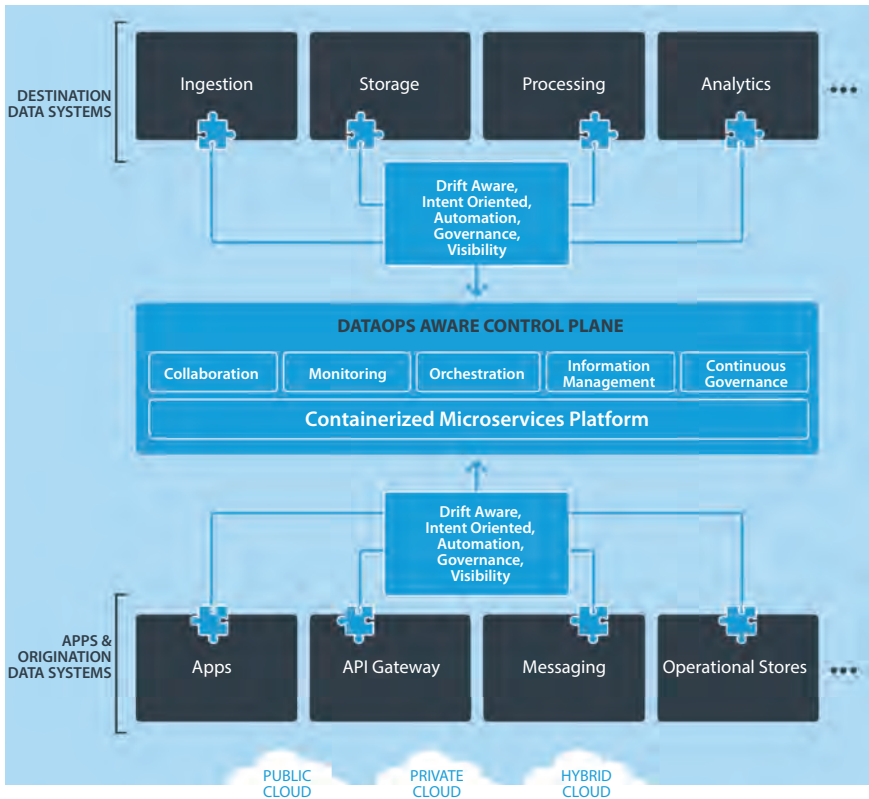 DESTINATION
DATA SYSTEMS
Ingestion
Storage
Processing
Analytics
...
Drift Aware,
Intent Oriented,
Automation,
Governance,
Visibility
DATAOPS AWARE CONTROL PLANE
Collaboration
Monitoring
Orchestration
Information
Management
Continuous
Governance
Containerized Microservices Platform
Drift Aware,
Intent Oriented,
Automation,
Governance,
Visibility
APPS &
ORIGINATION
DATA SYSTEMS
Apps
API Gateway
Messaging
Operational Stores
...
PUBLIC
CLOUD
PRIVATE
CLOUD
HYBRID
CLOUD